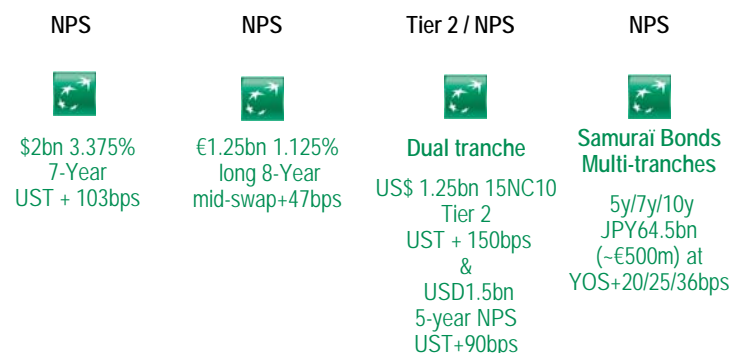 NPS
$2bn 3.375%
7-Year
UST + 103bps
NPS
€1.25bn 1.125%
long 8-Year
mid-swap+47bps
Tier 2 / NPS
Dual tranche
US$ 1.25bn 15NC10
Tier 2
UST + 150bps
&
USD1.5bn
5-year NPS
UST+90bps
NPS
Samuraï Bonds
Multi-tranches
5y/7y/10y
JPY64.5bn
(~€500m) at
YOS+20/25/36bps